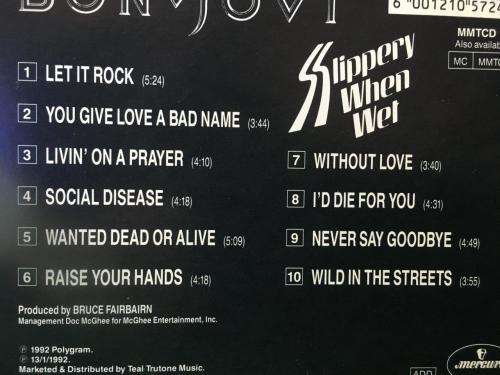 BON JOVI
6 "001210"5724
MMTCD
Also availab
MC MMTC
Slippery
When
Wet
1 LET IT ROCK (5:24)
2 YOU GIVE LOVE A BAD NAME (3:44)
3 LIVIN' ON A PRAYER (4:10)
4 SOCIAL DISEASE (4:18)
5 WANTED DEAD OR ALIVE (5:09)
6 RAISE YOUR HANDS (4:18)
7 WITHOUT LOVE (3:40)
8 I'D DIE FOR YOU (4:31)
9 NEVER SAY GOODBYE (4:49)
10 WILD IN THE STREETS (3:55)
Produced by BRUCE FAIRBAIRN
Management Doc McGhee for McGhee Entertainment, Inc.
℗ 1992 Polygram.
℗ 13/1/1992.
Marketed & Distributed by Teal Trutone Music.
mercur